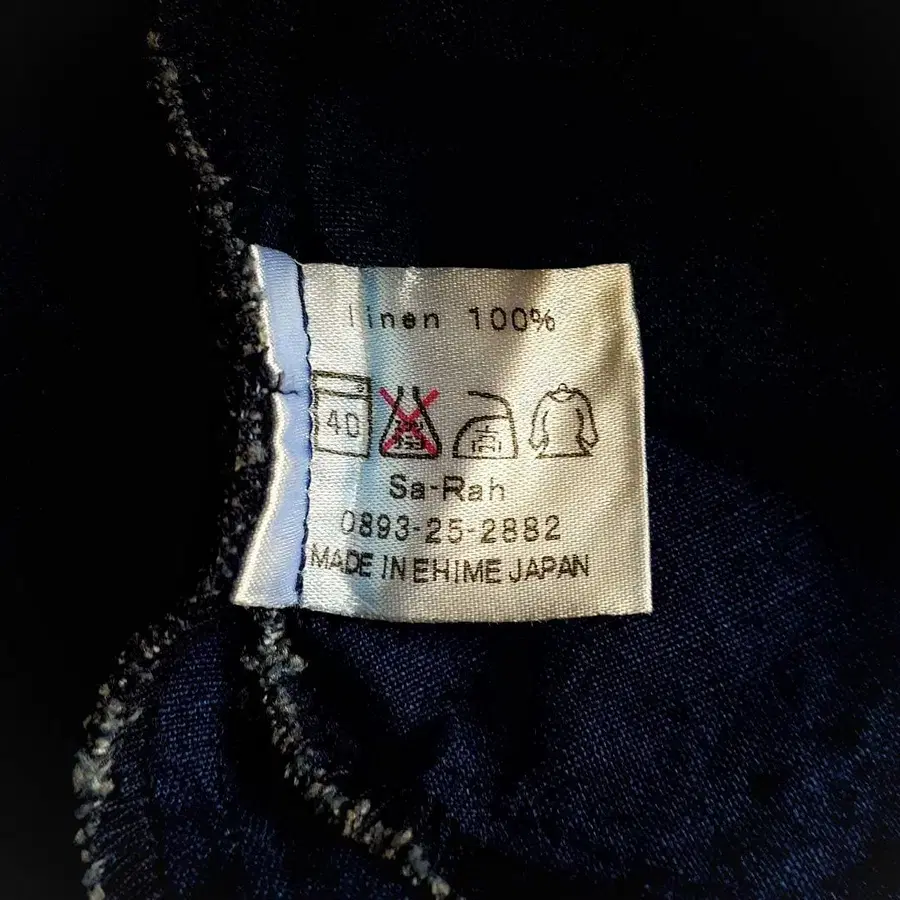 linen 100%
40
Sa-Rah
0893-25-2882
MADE IN EHIME JAPAN